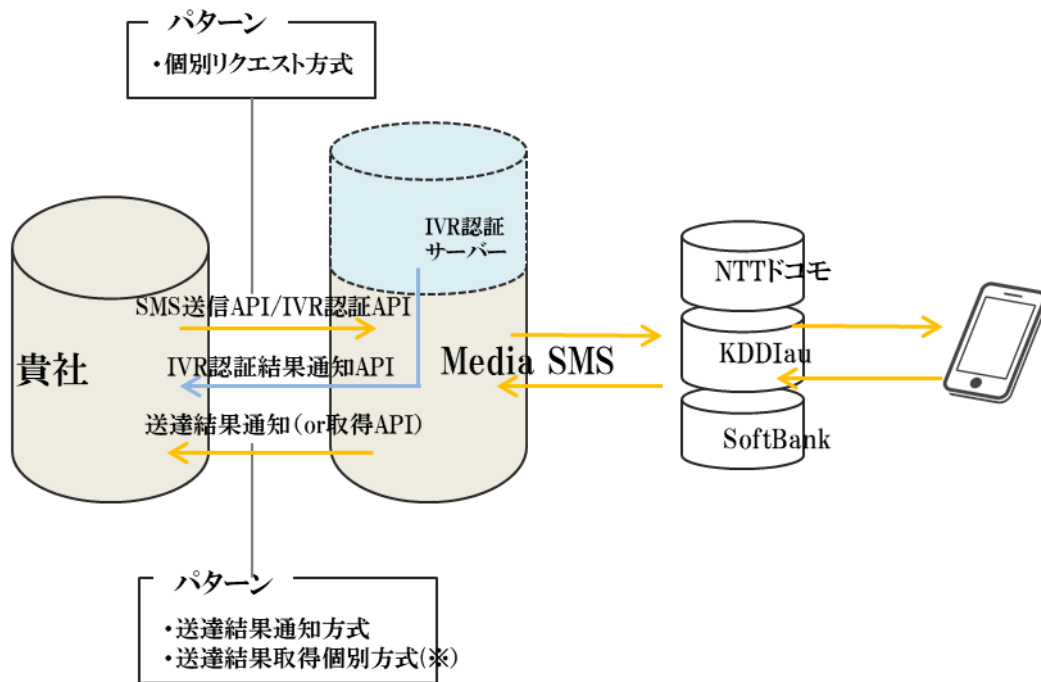 パターン
・個別リクエスト方式
IVR認証
サーバー
NTTドコモ
SMS送信API/IVR認証API
KDDIau
貴社
IVR認証結果通知API
Media SMS
送達結果通知(or取得API)
SoftBank
パターン
・送達結果通知方式
・送達結果取得個別方式(※)